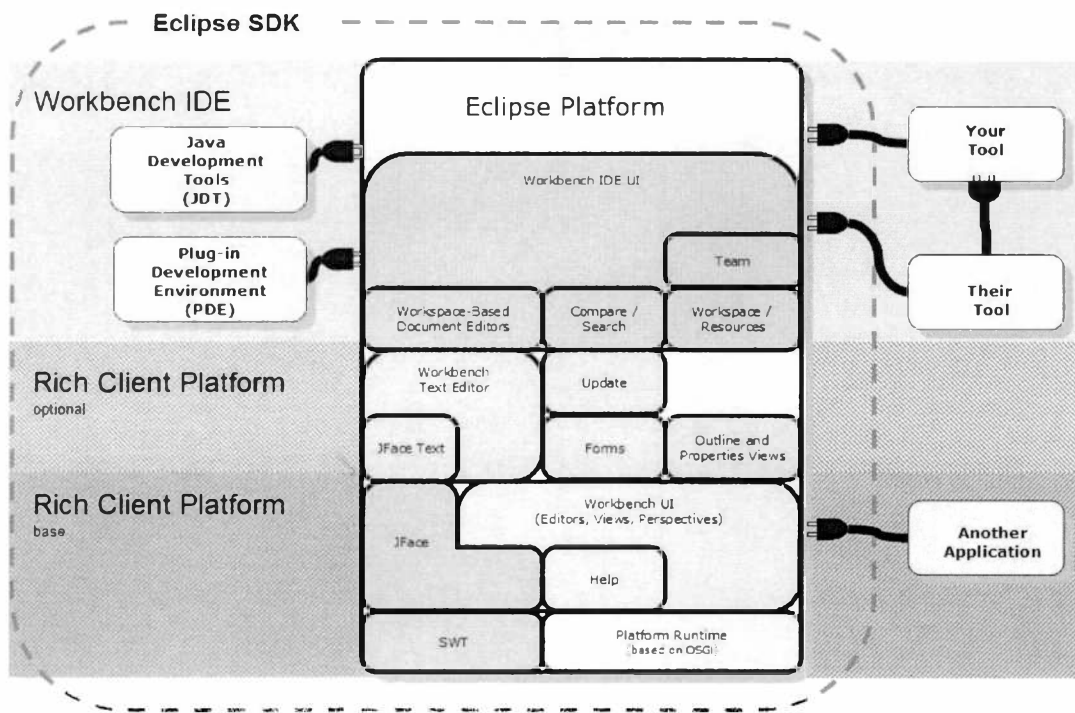 Eclipse SDK
Workbench IDE
Java
Development
Tools
(JDT)
Plug-in
Development
Environment
(PDE)
Eclipse Platform
Workbench IDE UI
Team
Workspace-Based
Document Editors
Compare /
Search
Workspace /
Resources
Your
Tool
Their
Tool
Rich Client Platform
optional
Workbench
Text Editor
Update
JFace Text
Forms
Outline and
Properties Views
Rich Client Platform
base
JFace
Workbench UI
(Editors, Views, Perspectives)
Help
SWT
Platform Runtime
(based on OSGi)
Another
Application